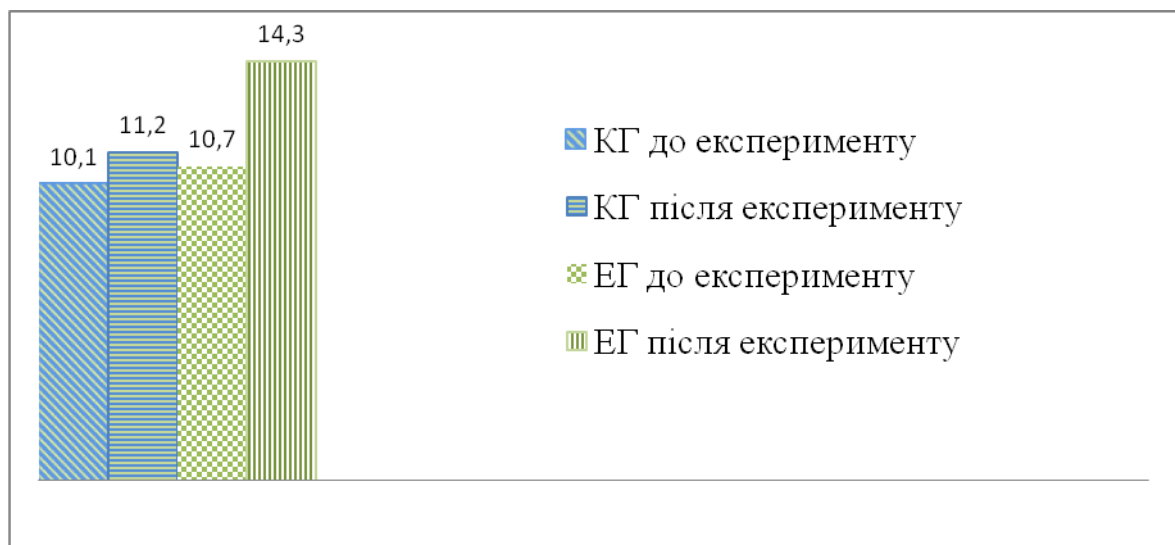 14,3
11,2
10,7
10,1
КГ до експерименту
КГ після експерименту
ЕГ до експерименту
ЕГ після експерименту